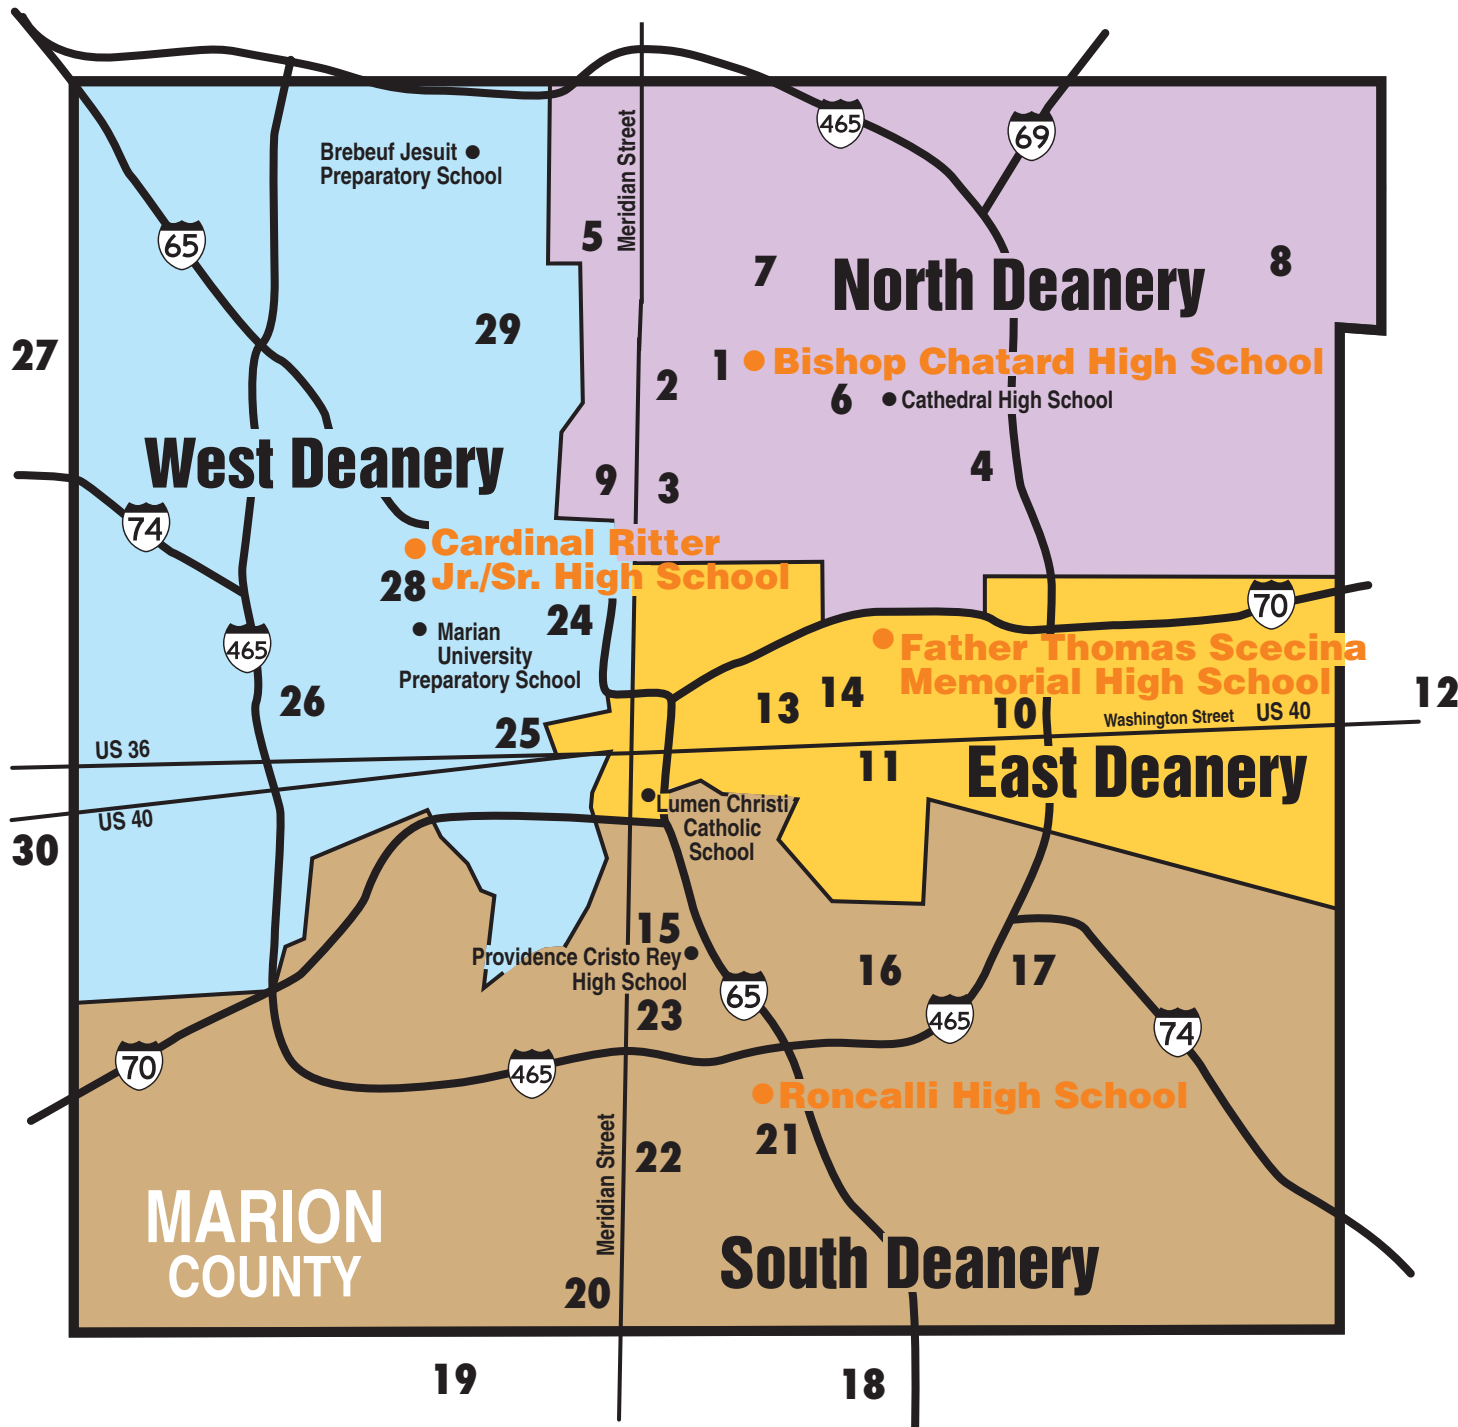 465
69
Brebeuf Jesuit
Preparatory School
Meridian Street
65
5
7
8
North Deanery
29
27
1
Bishop Chatard High School
2
6
Cathedral High School
West Deanery
9
3
4
74
Cardinal Ritter
Jr./Sr. High School
28
70
24
Marian
University
Preparatory School
465
Father Thomas Scecina
Memorial High School
26
13
14
12
10
Washington Street
US 40
25
US 36
11
East Deanery
US 40
Lumen Christi
Catholic
School
30
15
Providence Cristo Rey
High School
16
17
65
23
465
74
70
465
Roncalli High School
21
22
Meridian Street
MARION
COUNTY
South Deanery
20
19
18